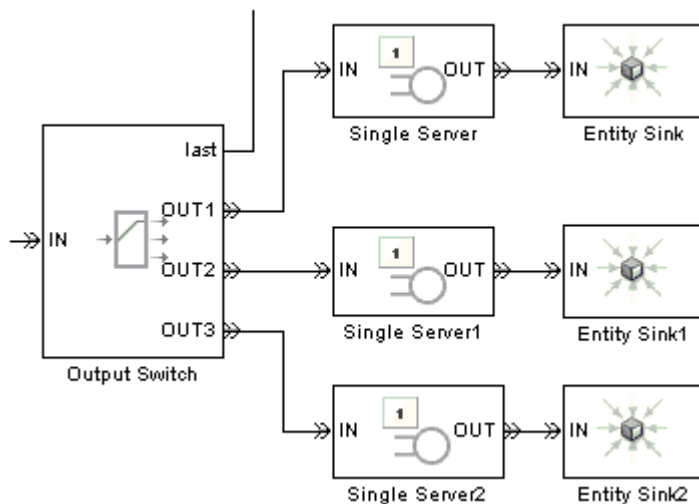 1
IN
OUT
Single Server
IN
Entity Sink
last
OUT1
IN
OUT2
OUT3
Output Switch
1
IN
OUT
Single Server1
IN
Entity Sink1
1
IN
OUT
Single Server2
IN
Entity Sink2